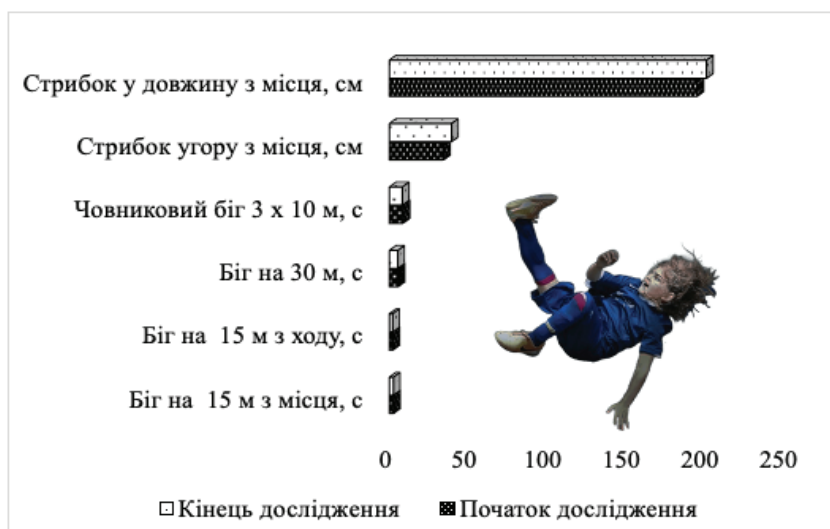 Стрибок у довжину з місця, см
Стрибок угору з місця, см
Човниковий біг 3 х 10 м, с
Біг на 30 м, с
Біг на 15 м з ходу, с
Біг на 15 м з місця, с
0 50 100 150 200 250
Кінець дослідження Початок дослідження